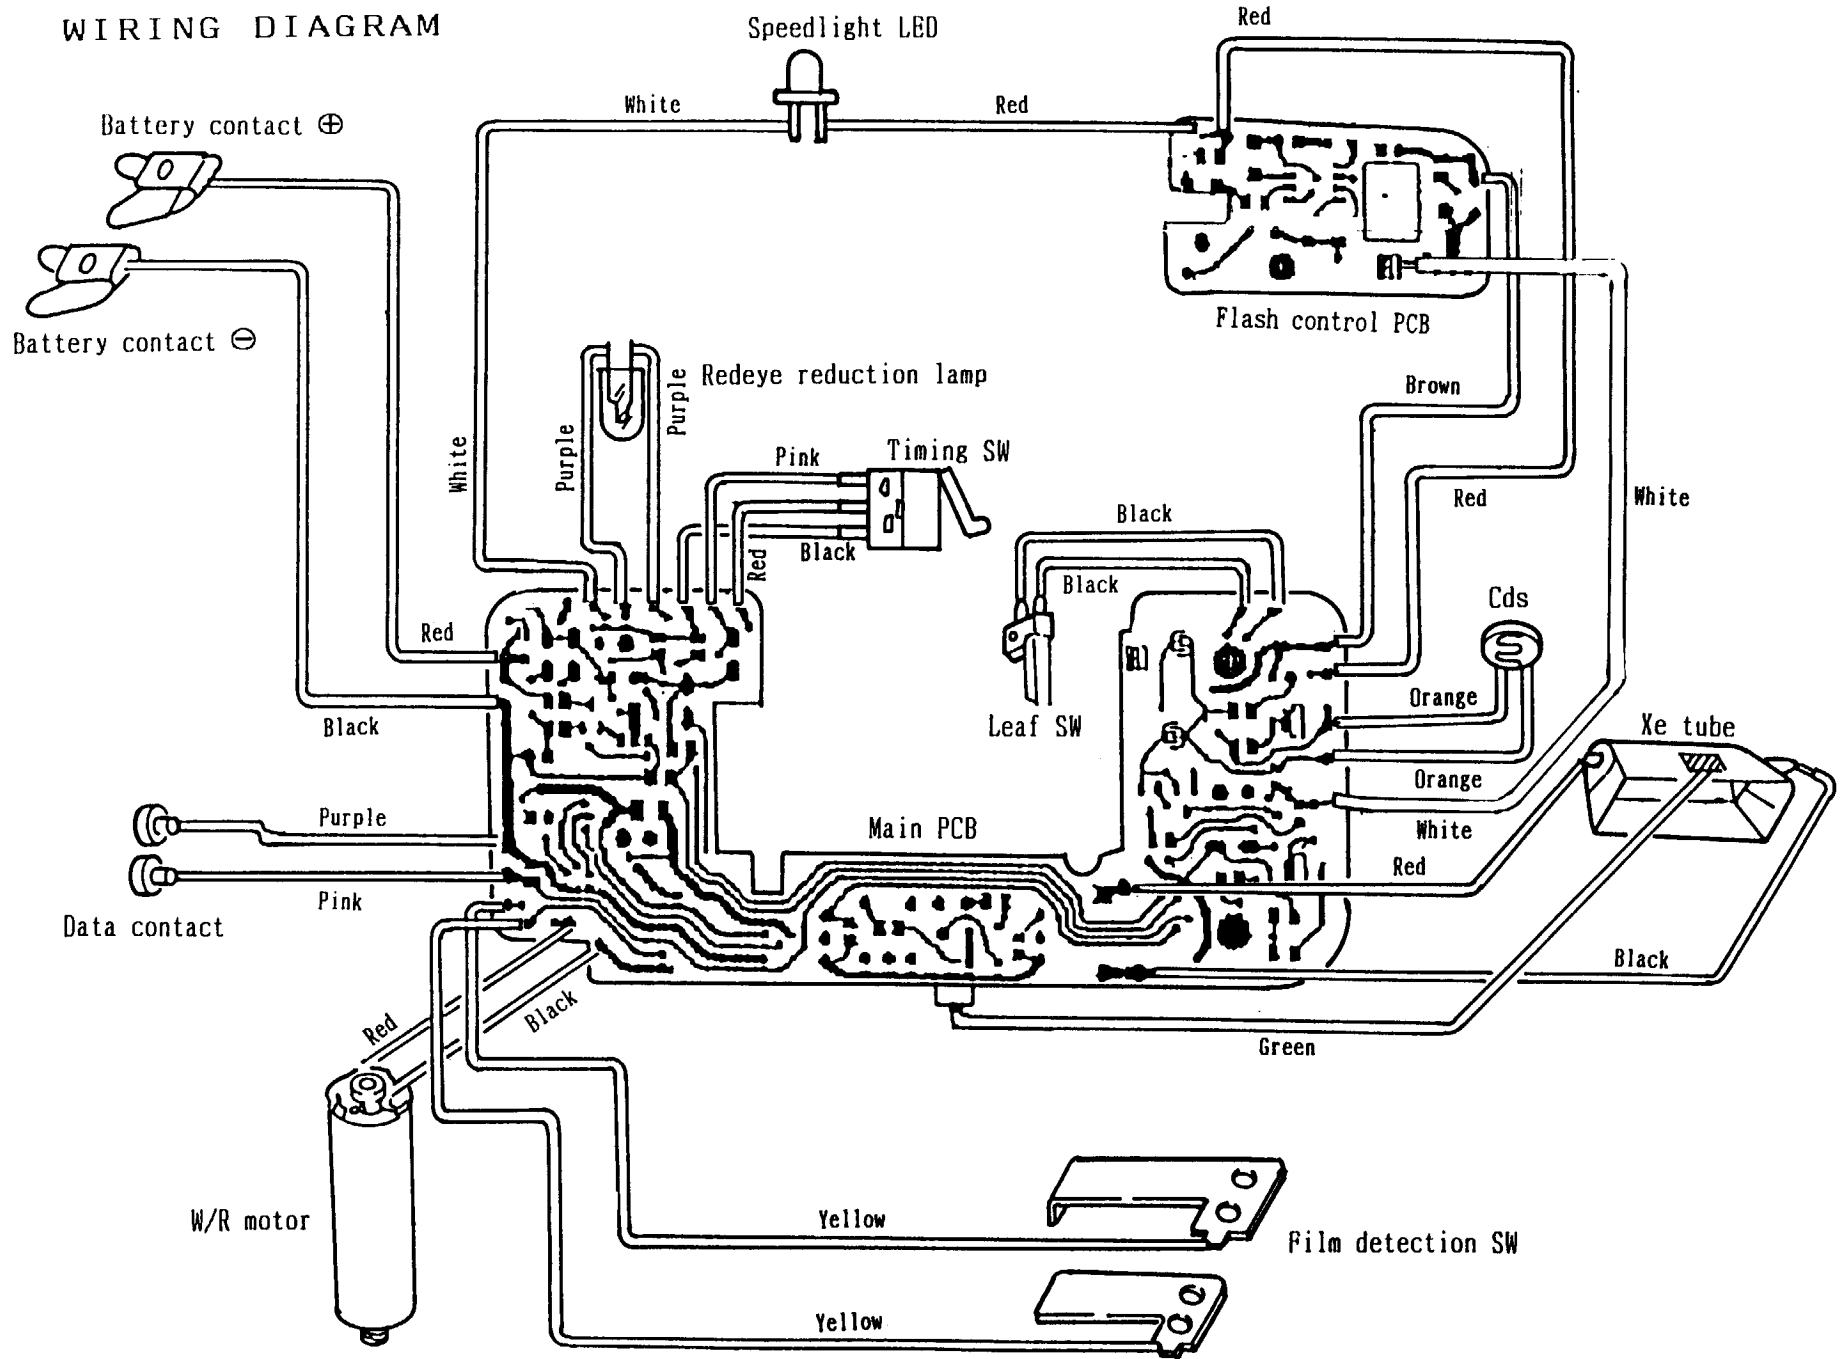 WIRING DIAGRAM
Speedlight LED
Red
White
Red
Battery contact ⊕
Battery contact ⊖
Flash control PCB
Redeye reduction lamp
Purple
Purple
White
Brown
Timing SW
Pink
Black
Red
Red
White
Black
Black
Leaf SW
Cds
Red
Black
Orange
Orange
Xe tube
Purple
Pink
Data contact
Main PCB
White
Red
Black
Green
Red
Black
W/R motor
Yellow
Film detection SW
Yellow